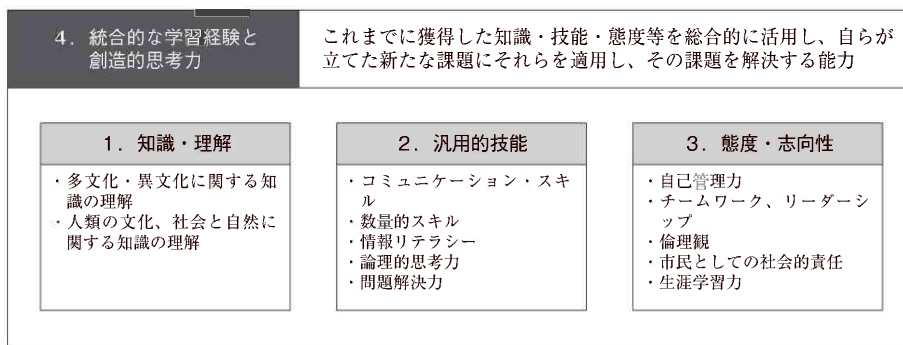 4．統合的な学習経験と
創造的思考力
これまでに獲得した知識・技能・態度等を総合的に活用し、自らが
立てた新たな課題にそれらを適用し、その課題を解決する能力
1．知識・理解
・多文化・異文化に関する知
識の理解
・人類の文化、社会と自然に
関する知識の理解
2．汎用的技能
・コミュニケーション・スキ
ル
・数量的スキル
・情報リテラシー
・論理的思考力
・問題解決力
3．態度・志向性
・自己管理力
・チームワーク、リーダーシ
ップ
・倫理観
・市民としての社会的責任
・生涯学習力